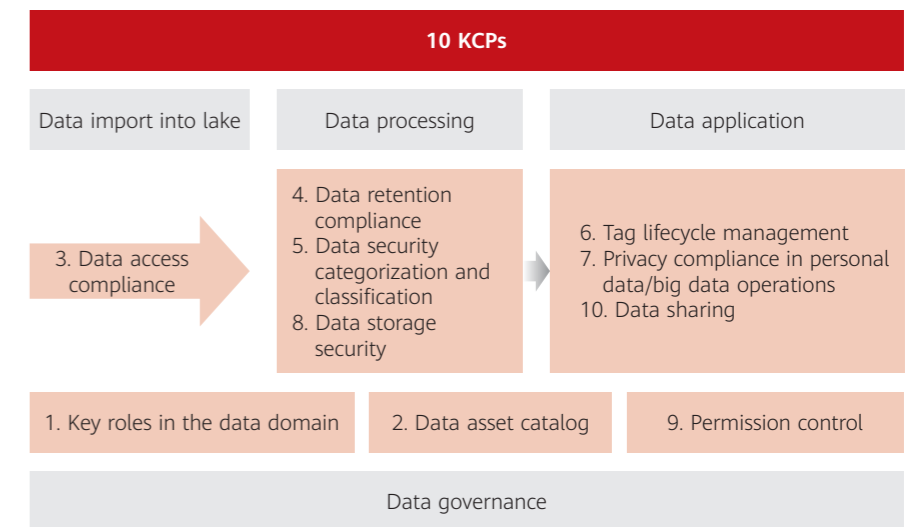 10 KCPs
Data import into lake
Data processing
Data application
3. Data access
compliance
4. Data retention
compliance
5. Data security
categorization and
classification
8. Data storage
security
6. Tag lifecycle management
7. Privacy compliance in personal
data/big data operations
10. Data sharing
1. Key roles in the data domain
2. Data asset catalog
9. Permission control
Data governance